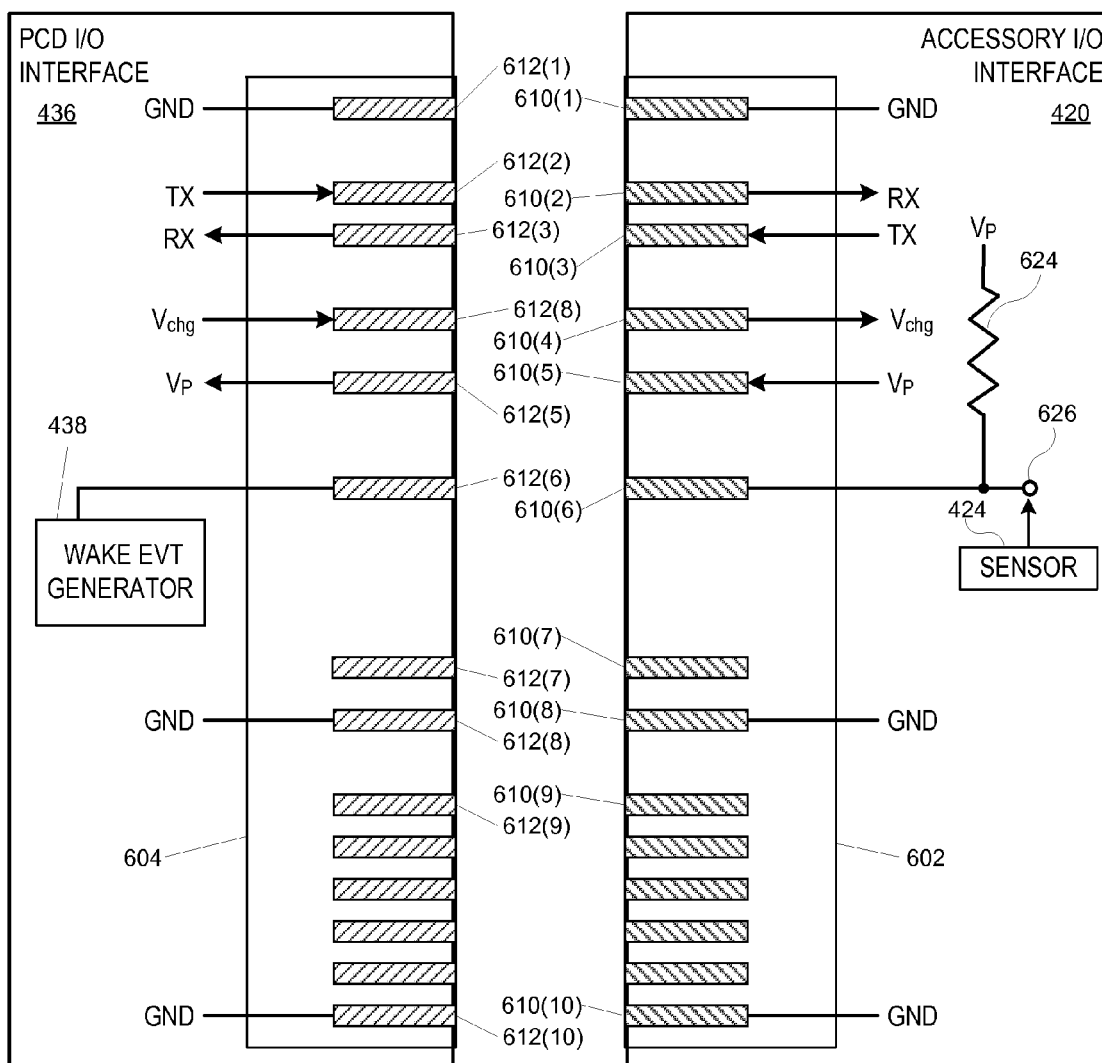 PCD I/O
INTERFACE
436
ACCESSORY I/O
INTERFACE
420
612(1)
610(1)
GND
GND
612(2)
610(2)
TX
RX
612(3)
610(3)
RX
TX
VP
624
612(8)
610(4)
Vchg
Vchg
610(5)
612(5)
VP
VP
438
626
612(6)
610(6)
424
WAKE EVT
GENERATOR
SENSOR
610(7)
612(7)
610(8)
612(8)
GND
GND
610(9)
612(9)
604
602
610(10)
612(10)
GND
GND